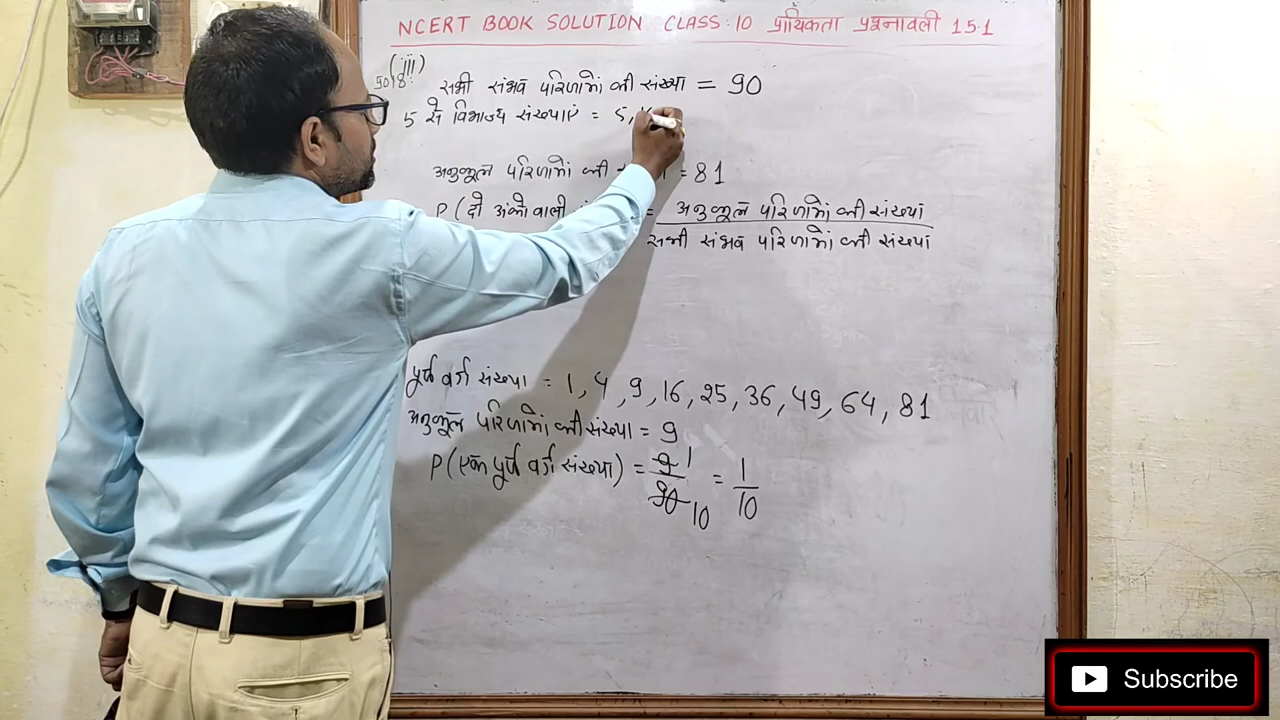 NCERT BOOK SOLUTION CLASS:10 प्रायिकता प्रश्नावली 15.1
(iii)
सभी संभव परिणामों की संख्या = 90
5 से विभाज्य संख्याएं = 5,
अनुकूल परिणामों की = 81
P (दो अंको वाली = अनुकूल परिणामों की संख्या
सभी संभव परिणामों की संख्या
पूर्ण वर्ग संख्या = 1, 4, 9, 16, 25, 36, 49, 64, 81
अनुकूल परिणामों की संख्या = 9
P(एक पूर्ण वर्ग संख्या) = 9 1 = 1
90 10 10
Subscribe